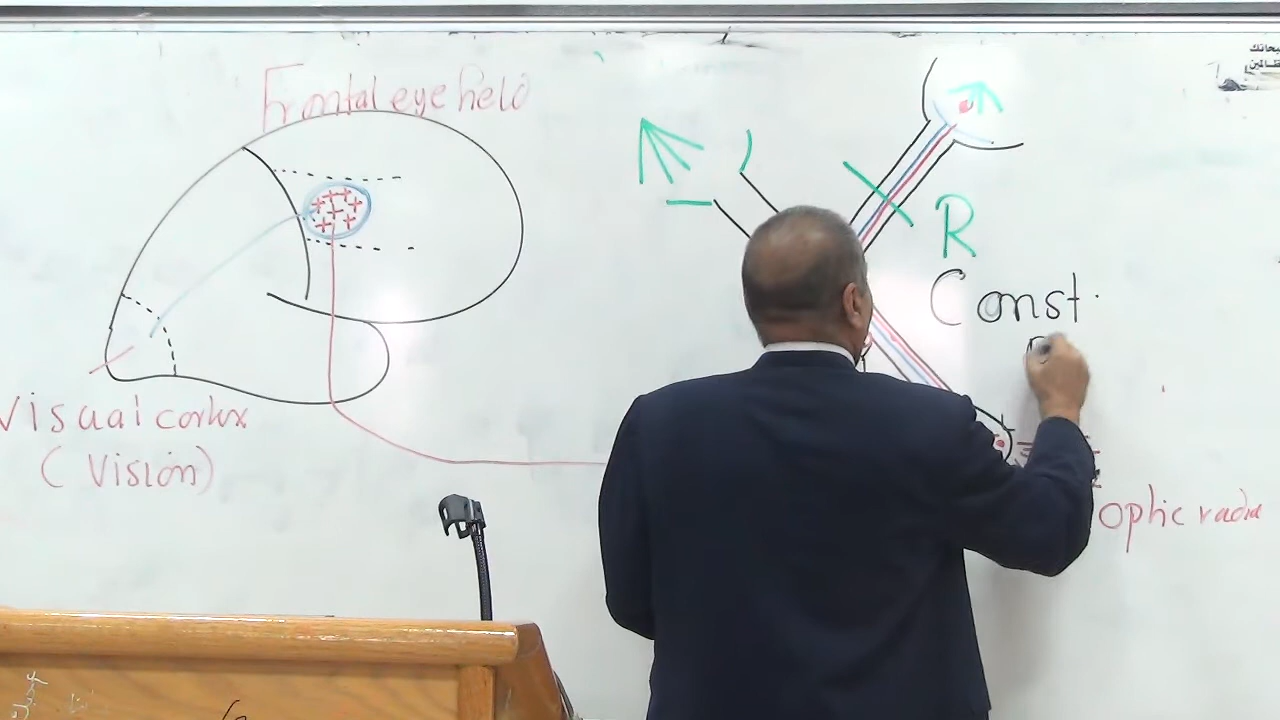 Frontal eye field
R
Const.
Visual cortex
(Vision)
optic radia